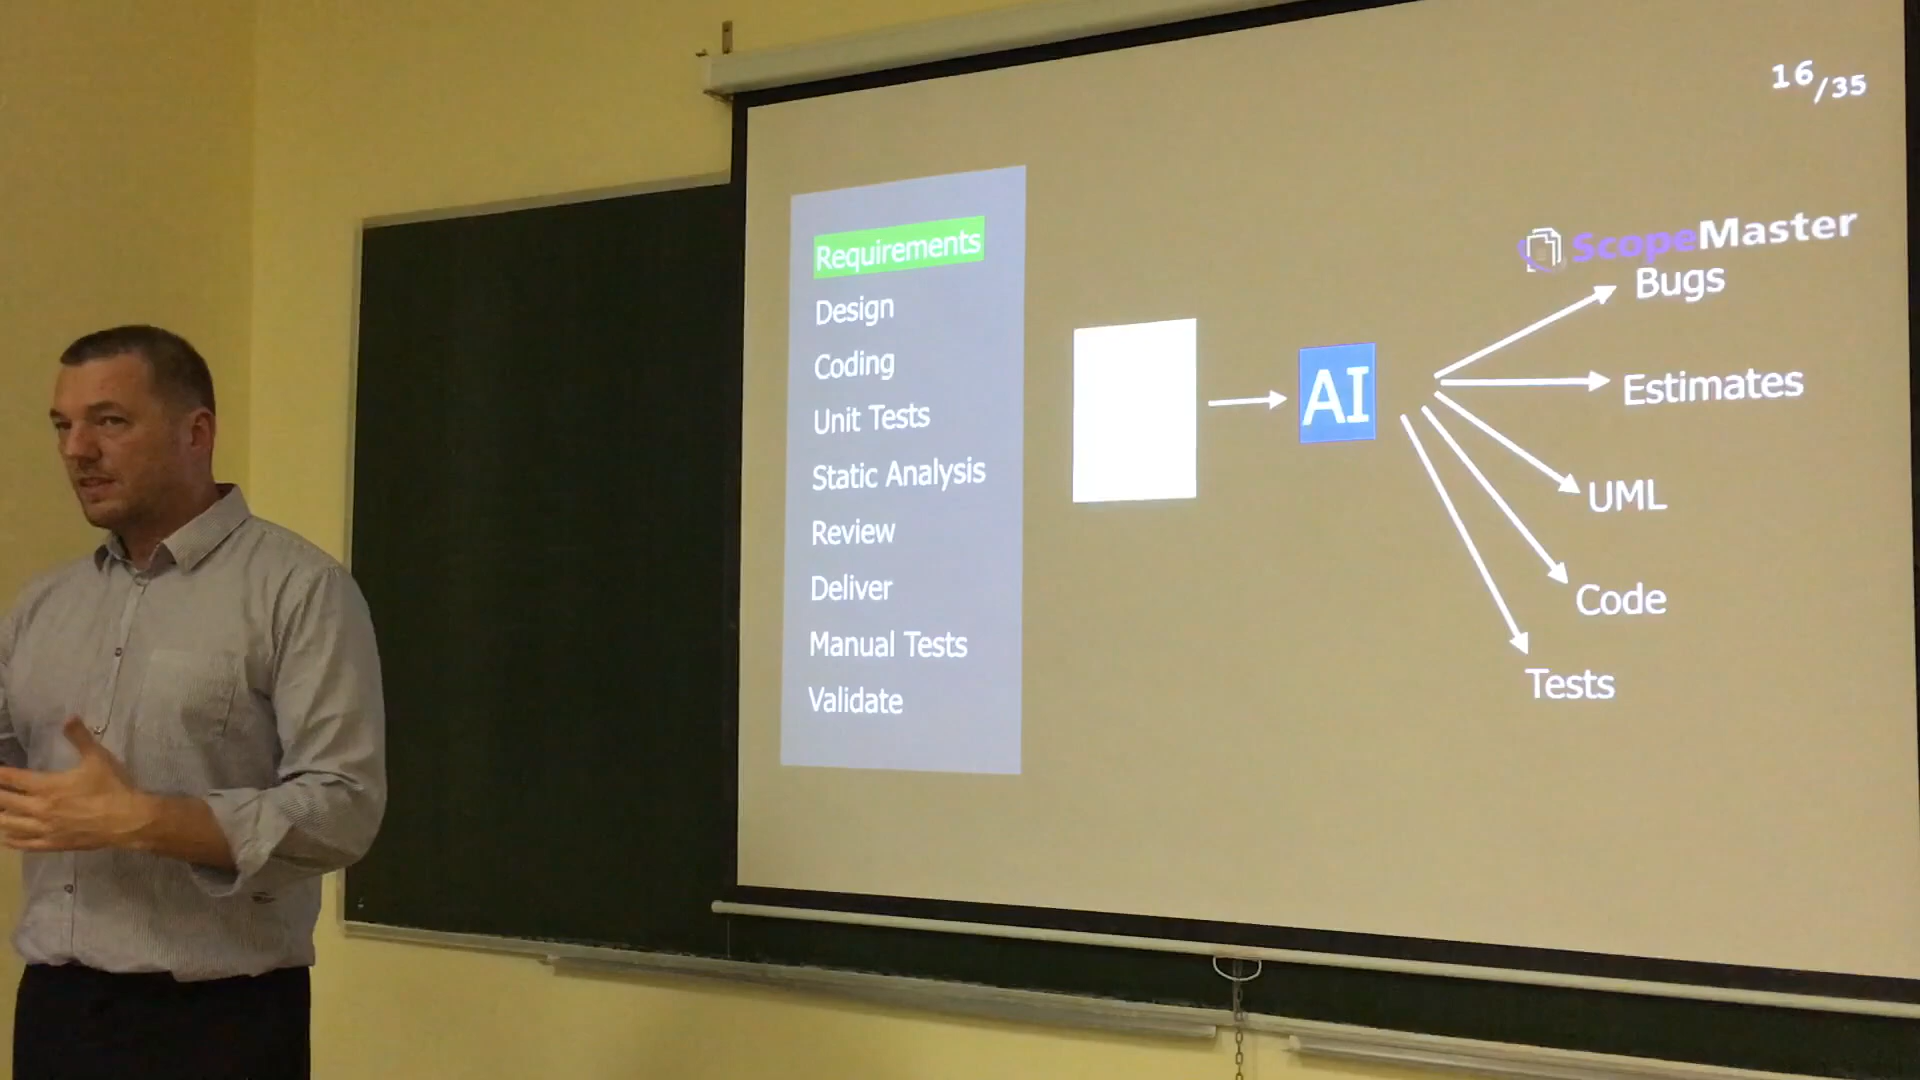 16/35
Requirements
Design
Coding
Unit Tests
Static Analysis
Review
Deliver
Manual Tests
Validate
AI
ScopeMaster
Bugs
Estimates
UML
Code
Tests